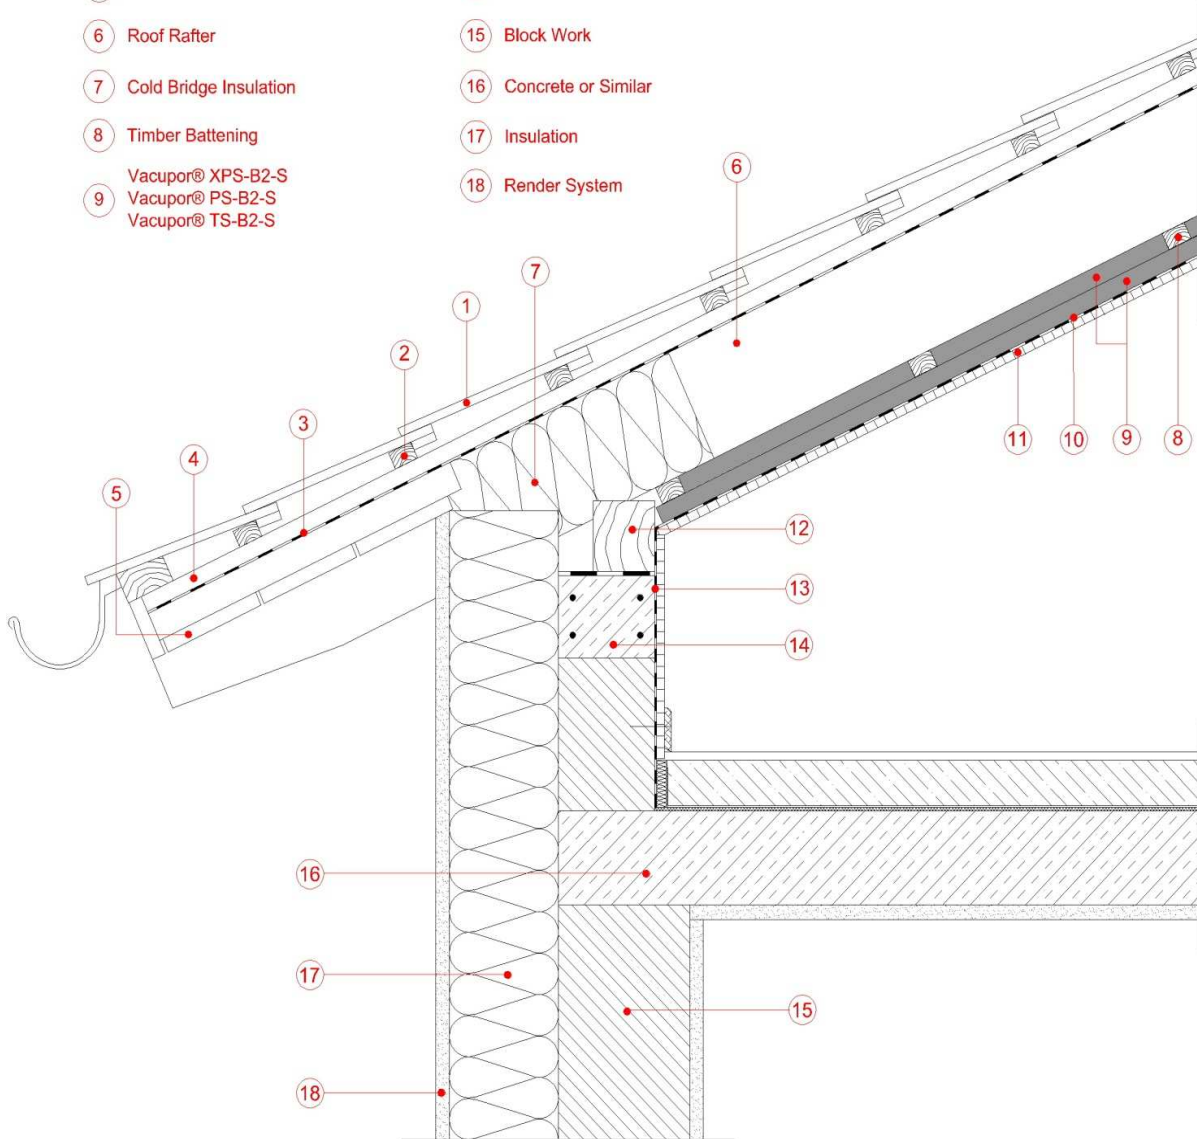 6 Roof Rafter
7 Cold Bridge Insulation
8 Timber Battening
9 Vacupor® XPS-B2-S
Vacupor® PS-B2-S
Vacupor® TS-B2-S
15 Block Work
16 Concrete or Similar
17 Insulation
18 Render System
6
7
1
2
3
4
5
11
10
9
8
12
13
14
16
17
15
18